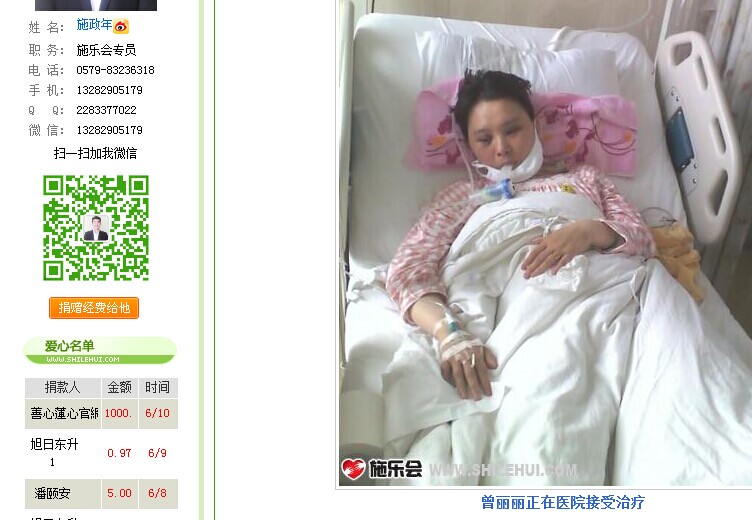 姓 名： 施政年
职 务： 施乐会专员
电 话： 0579-83236318
手 机： 13282905179
Q Q： 2283377022
微 信： 13282905179
扫一扫加我微信
捐赠经费给他
爱心名单
WWW.SHILEHUI.COM
捐款人 金额 时间
善心蓮心官網 1000. 6/10
旭日东升
1 0.97 6/9
潘颐安 5.00 6/8
施乐会 WWW.SHILEHUI.COM
曾丽丽正在医院接受治疗